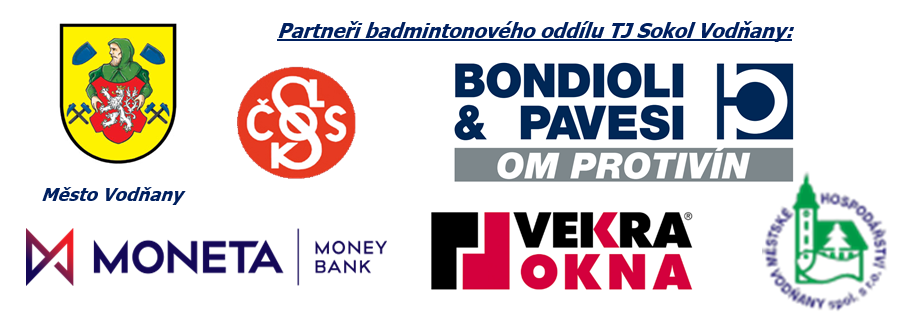 Partneři badmintonového oddílu TJ Sokol Vodňany:
Město Vodňany
ČOS
SOKOL
BONDIOLI
& PAVESI
OM PROTIVÍN
MONETA
MONEY
BANK
VEKRA®
OKNA
MĚSTSKÉ HOSPODÁŘSTVÍ
VODŇANY spol. s r.o.